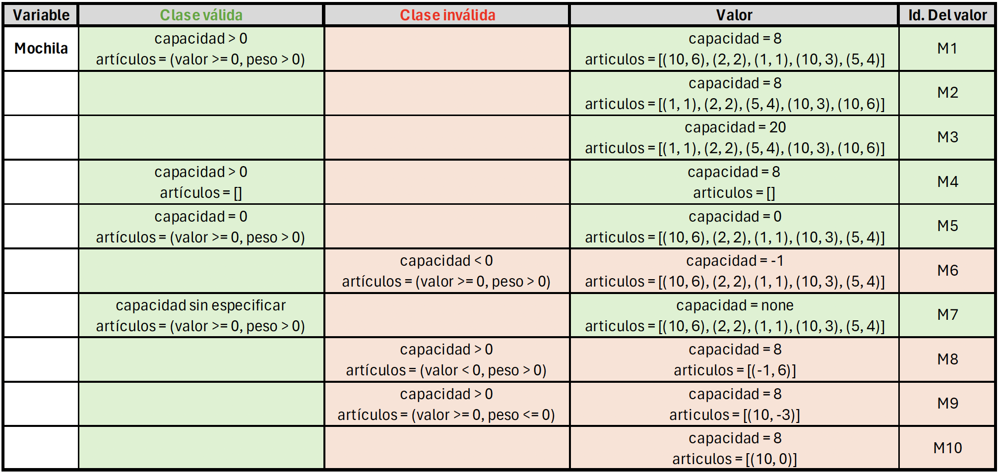 Variable Clase válida Clase inválida Valor Id. Del valor
Mochila
capacidad > 0
artículos = (valor >= 0, peso > 0)
capacidad = 8
articulos = [(10, 6), (2, 2), (1, 1), (10, 3), (5, 4)]
M1
capacidad = 8
articulos = [(1, 1), (2, 2), (5, 4), (10, 3), (10, 6)]
M2
capacidad = 20
articulos = [(1, 1), (2, 2), (5, 4), (10, 3), (10, 6)]
M3
capacidad > 0
artículos = []
capacidad = 8
articulos = []
M4
capacidad = 0
artículos = (valor >= 0, peso > 0)
capacidad = 0
articulos = [(10, 6), (2, 2), (1, 1), (10, 3), (5, 4)]
M5
capacidad < 0
artículos = (valor >= 0, peso > 0)
capacidad = -1
articulos = [(10, 6), (2, 2), (1, 1), (10, 3), (5, 4)]
M6
capacidad sin especificar
artículos = (valor >= 0, peso > 0)
capacidad = none
articulos = [(10, 6), (2, 2), (1, 1), (10, 3), (5, 4)]
M7
capacidad > 0
artículos = (valor < 0, peso > 0)
capacidad = 8
articulos = [(-1, 6)]
M8
capacidad > 0
artículos = (valor >= 0, peso <= 0)
capacidad = 8
articulos = [(10, -3)]
M9
capacidad = 8
articulos = [(10, 0)]
M10